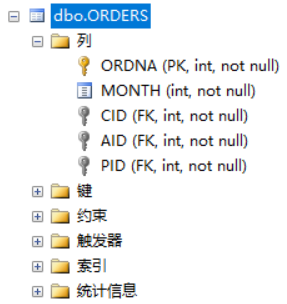 dbo.ORDERS
列
ORDNA (PK, int, not null)
MONTH (int, not null)
CID (FK, int, not null)
AID (FK, int, not null)
PID (FK, int, not null)
键
约束
触发器
索引
统计信息